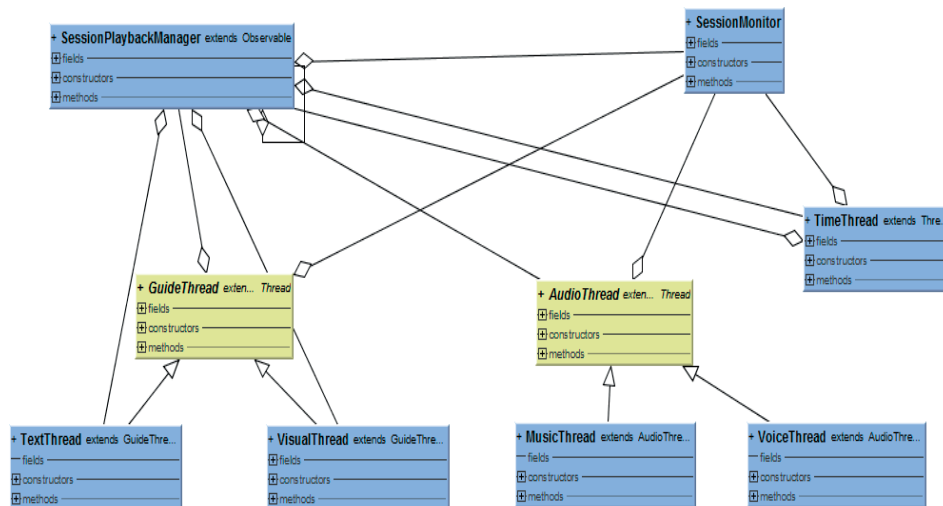 + SessionPlaybackManager extends Observable
fields
constructors
methods
+ SessionMonitor
fields
constructors
methods
+ TimeThread extends Thre...
fields
constructors
methods
+ GuideThread exten... Thread
fields
constructors
methods
+ AudioThread exten... Thread
fields
constructors
methods
+ TextThread extends GuideThre...
fields
constructors
methods
+ VisualThread extends GuideThre...
fields
constructors
methods
+ MusicThread extends AudioThre...
fields
constructors
methods
+ VoiceThread extends AudioThre...
fields
constructors
methods